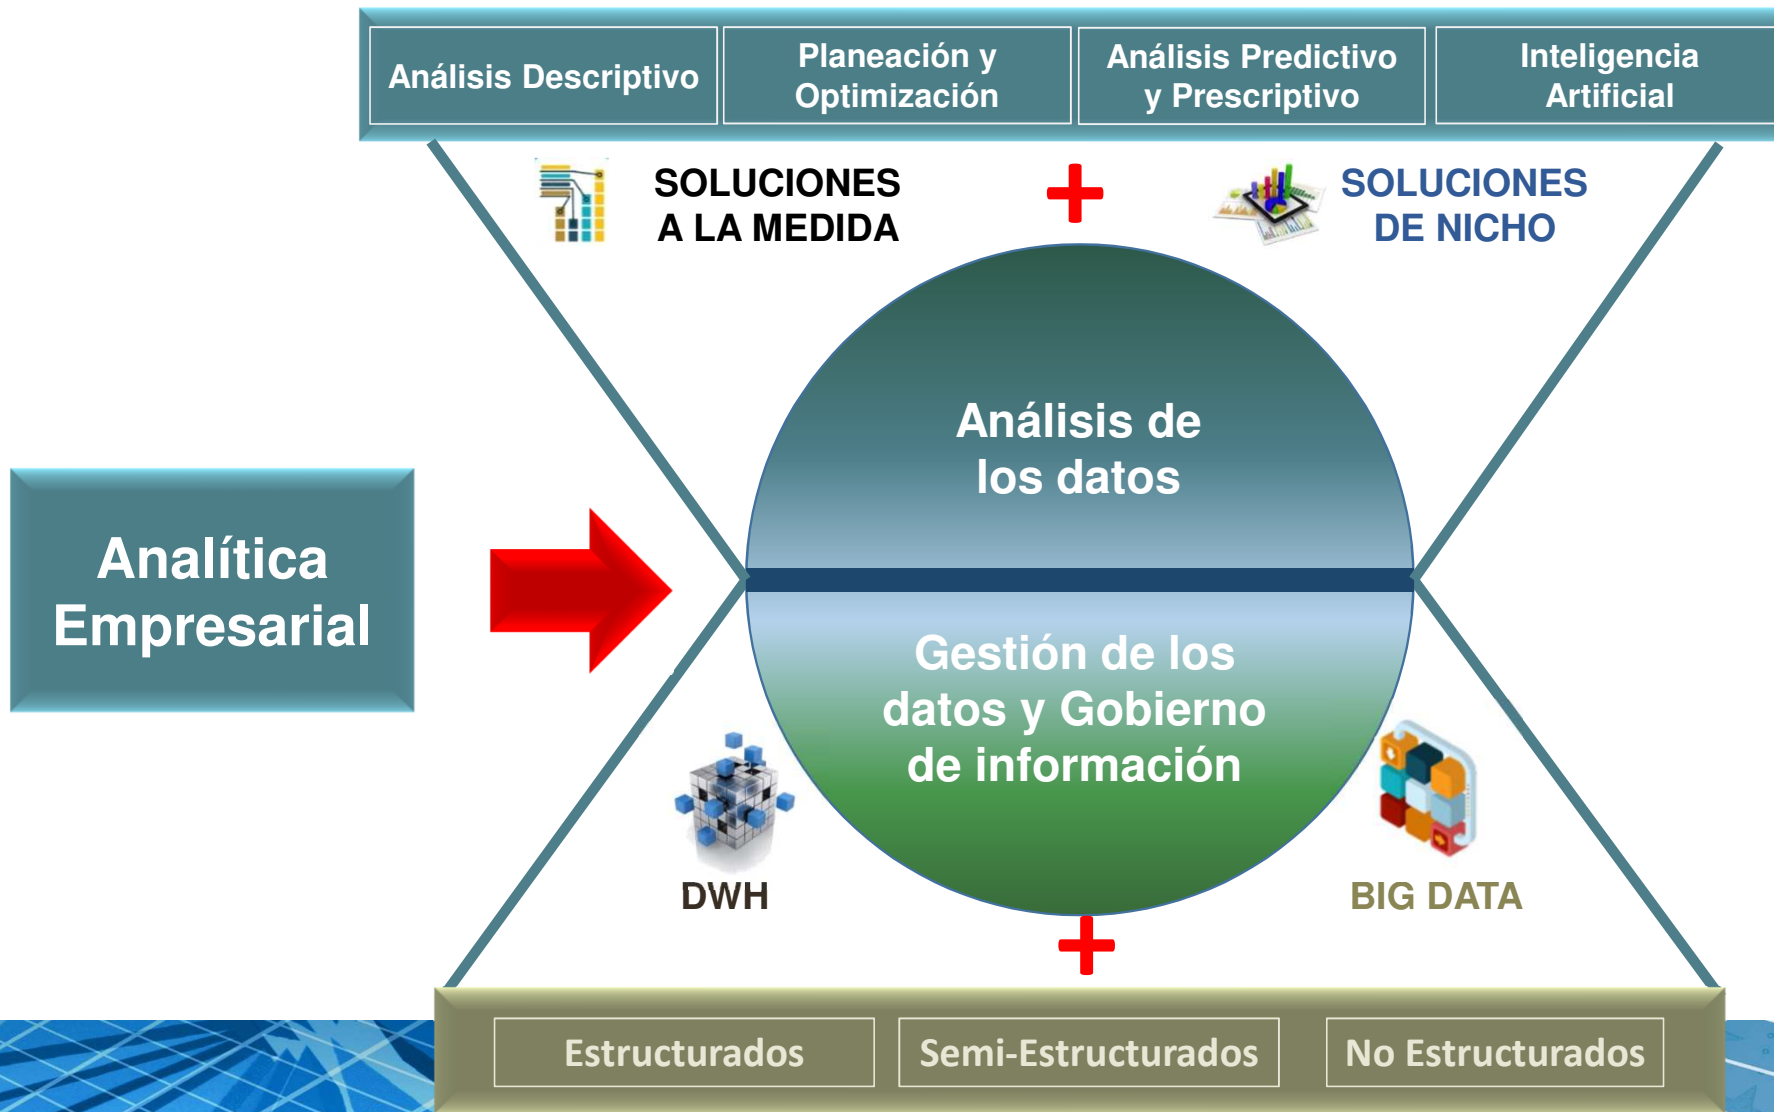 Análisis Descriptivo
Planeación y
Optimización
Análisis Predictivo
y Prescriptivo
Inteligencia
Artificial
SOLUCIONES
A LA MEDIDA
+
SOLUCIONES
DE NICHO
Análisis de
los datos
Analítica
Empresarial
Gestión de los
datos y Gobierno
de información
DWH
BIG DATA
+
Estructurados
Semi-Estructurados
No Estructurados